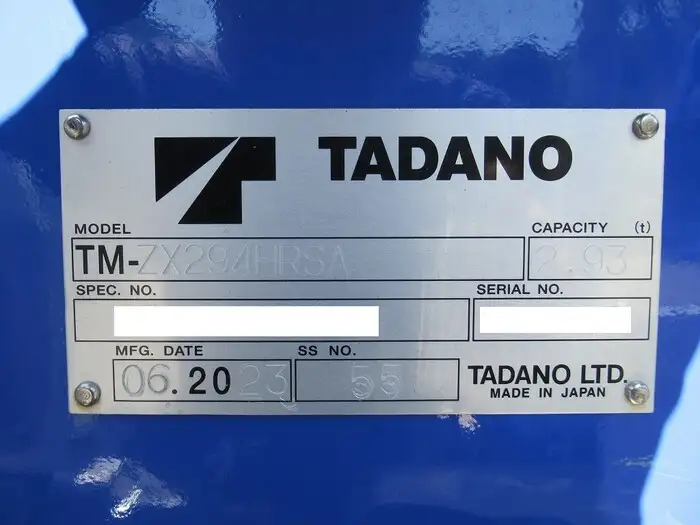 TADANO
MODEL
CAPACITY (t)
TM-ZX294HRSA
2.93
SPEC. NO.
SERIAL NO.
MFG. DATE
SS NO.
06.2023
55
TADANO LTD.
MADE IN JAPAN